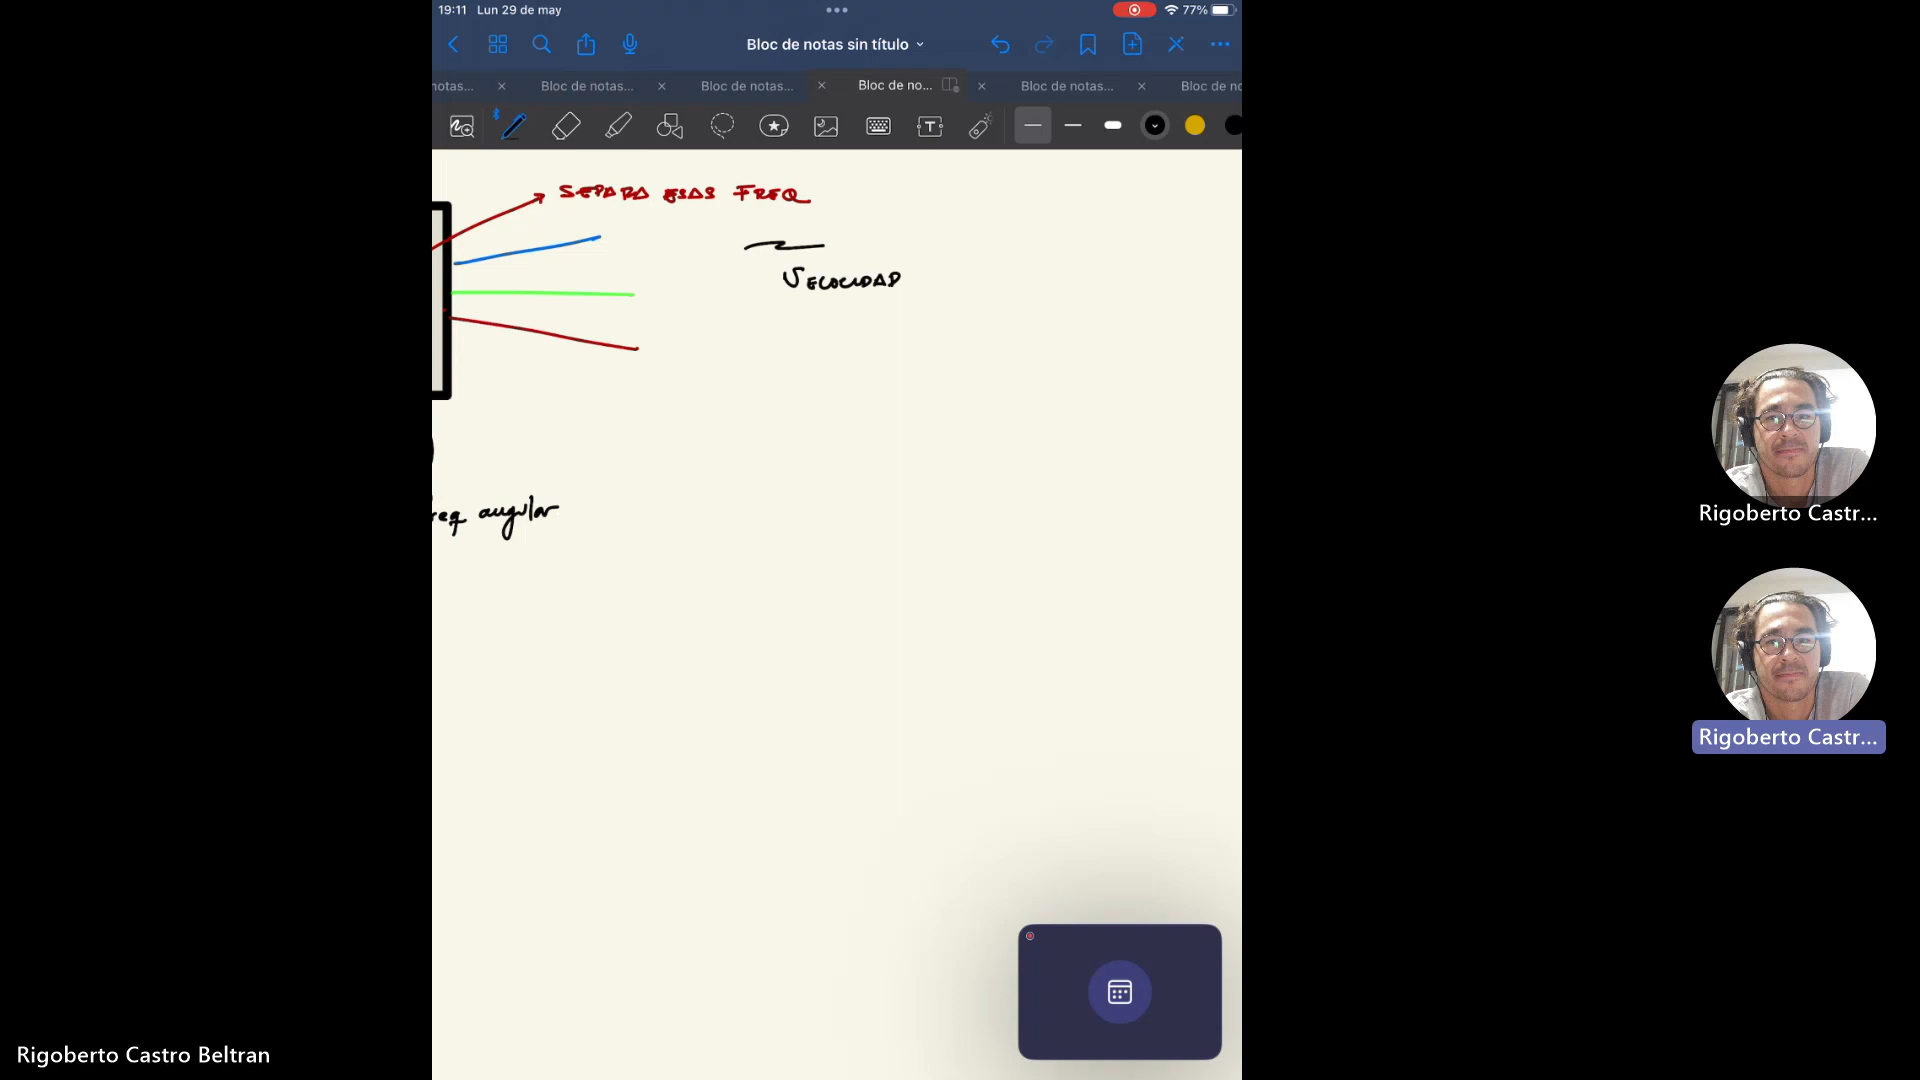 19:11 Lun 29 de may
77%
Bloc de notas sin título
notas...
Bloc de notas...
Bloc de notas...
Bloc de no...
Bloc de notas...
Bloc de no
SEPARA ESAS FREQ
VELOCIDAD
req angular
Rigoberto Castr...
Rigoberto Castr...
Rigoberto Castro Beltran